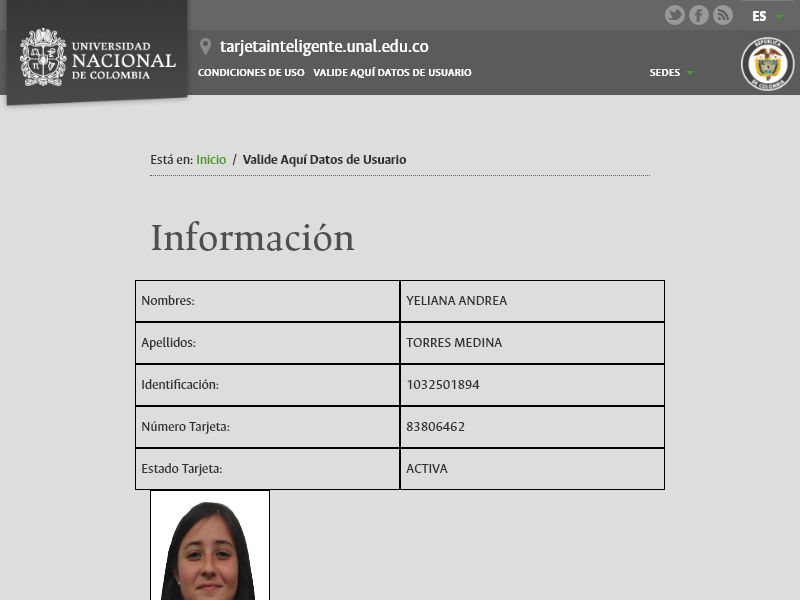 ES
UNIVERSIDAD
NACIONAL
DE COLOMBIA
tarjetainteligente.unal.edu.co
CONDICIONES DE USO VALIDE AQUÍ DATOS DE USUARIO SEDES
REPÚBLICA
DE COLOMBIA
Está en: Inicio / Valide Aquí Datos de Usuario
Información
Nombres: YELIANA ANDREA
Apellidos: TORRES MEDINA
Identificación: 1032501894
Número Tarjeta: 83806462
Estado Tarjeta: ACTIVA